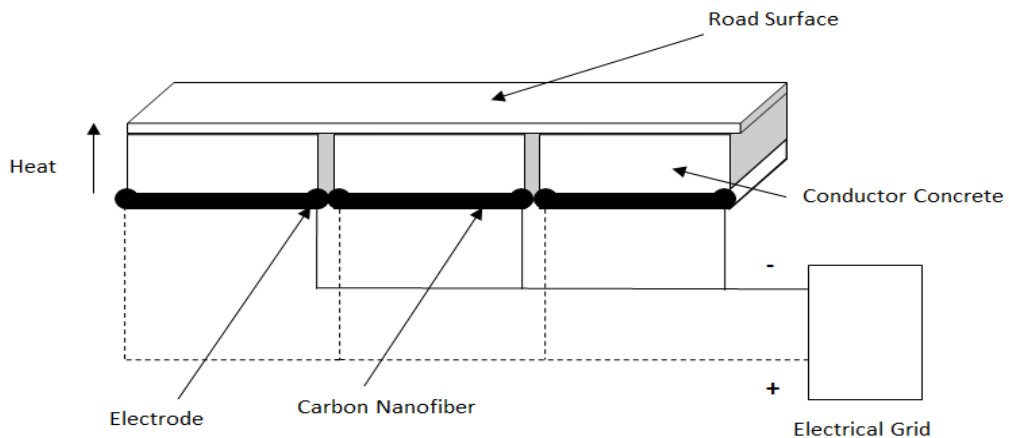 Road Surface
Heat
Conductor Concrete
-
+
Electrode
Carbon Nanofiber
Electrical Grid